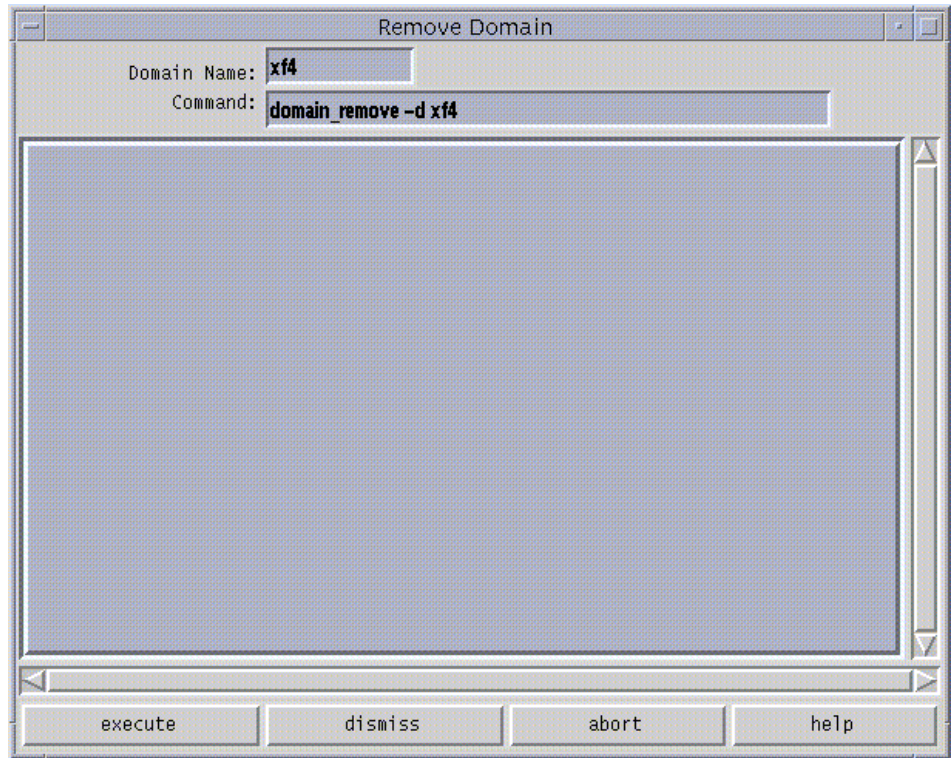 Remove Domain
Domain Name: xf4
Command: domain_remove –d xf4
execute dismiss abort help